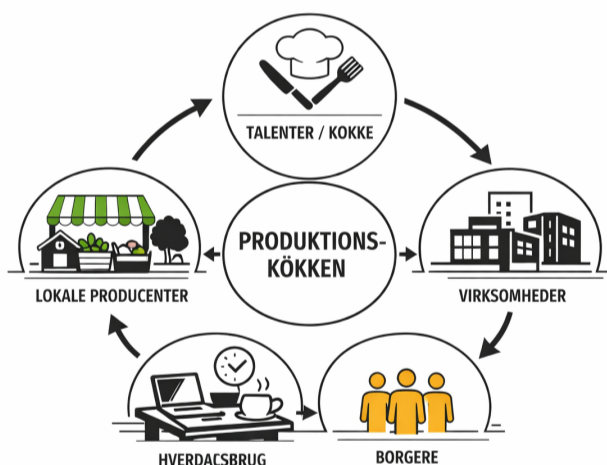 TALENTER / KOKKE
PRODUKTIONS-
KÖKKEN
LOKALE PRODUCENTER
VIRKSOMHEDER
HVERDACSBRUG
BORGERE